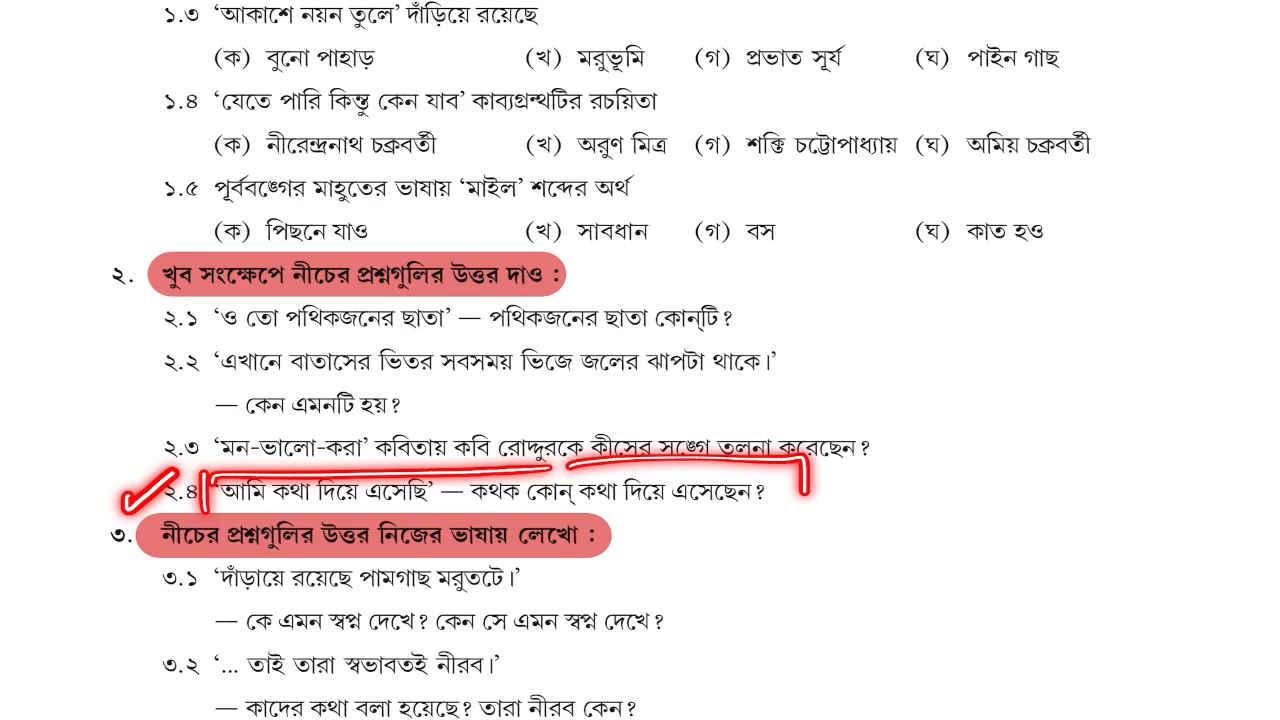 ১.৩ ‘আকাশে নয়ন তুলে’ দাঁড়িয়ে রয়েছে
(ক) বুনো পাহাড় (খ) মরুভূমি (গ) প্রভাত সূর্য (ঘ) পাইন গাছ
১.৪ ‘যেতে পারি কিন্তু কেন যাব’ কাব্যগ্রন্থটির রচয়িতা
(ক) নীরেন্দ্রনাথ চক্রবর্তী (খ) অরুণ মিত্র (গ) শক্তি চট্টোপাধ্যায় (ঘ) অমিয় চক্রবর্তী
১.৫ পূর্ববঙ্গের মাহুতের ভাষায় ‘মাইল’ শব্দের অর্থ
(ক) পিছনে যাও (খ) সাবধান (গ) বস (ঘ) কাত হও
২. খুব সংক্ষেপে নীচের প্রশ্নগুলির উত্তর দাও :
২.১ ‘ও তো পথিকজনের ছাতা’ — পথিকজনের ছাতা কোন্‌টি?
২.২ ‘এখানে বাতাসের ভিতর সবসময় ভিজে জলের ঝাপটা থাকে।’
— কেন এমনটি হয়?
২.৩ ‘মন-ভালো-করা’ কবিতায় কবি রোদ্দুরকে কীসের সঙ্গে তুলনা করেছেন?
২.৪ ‘আমি কথা দিয়ে এসেছি’ — কথক কোন্ কথা দিয়ে এসেছেন?
৩. নীচের প্রশ্নগুলির উত্তর নিজের ভাষায় লেখো :
৩.১ ‘দাঁড়ায়ে রয়েছে পামগাছ মরুতটে।’
— কে এমন স্বপ্ন দেখে? কেন সে এমন স্বপ্ন দেখে?
৩.২ ‘... তাই তারা স্বভাবতই নীরব।’
— কাদের কথা বলা হয়েছে? তারা নীরব কেন?